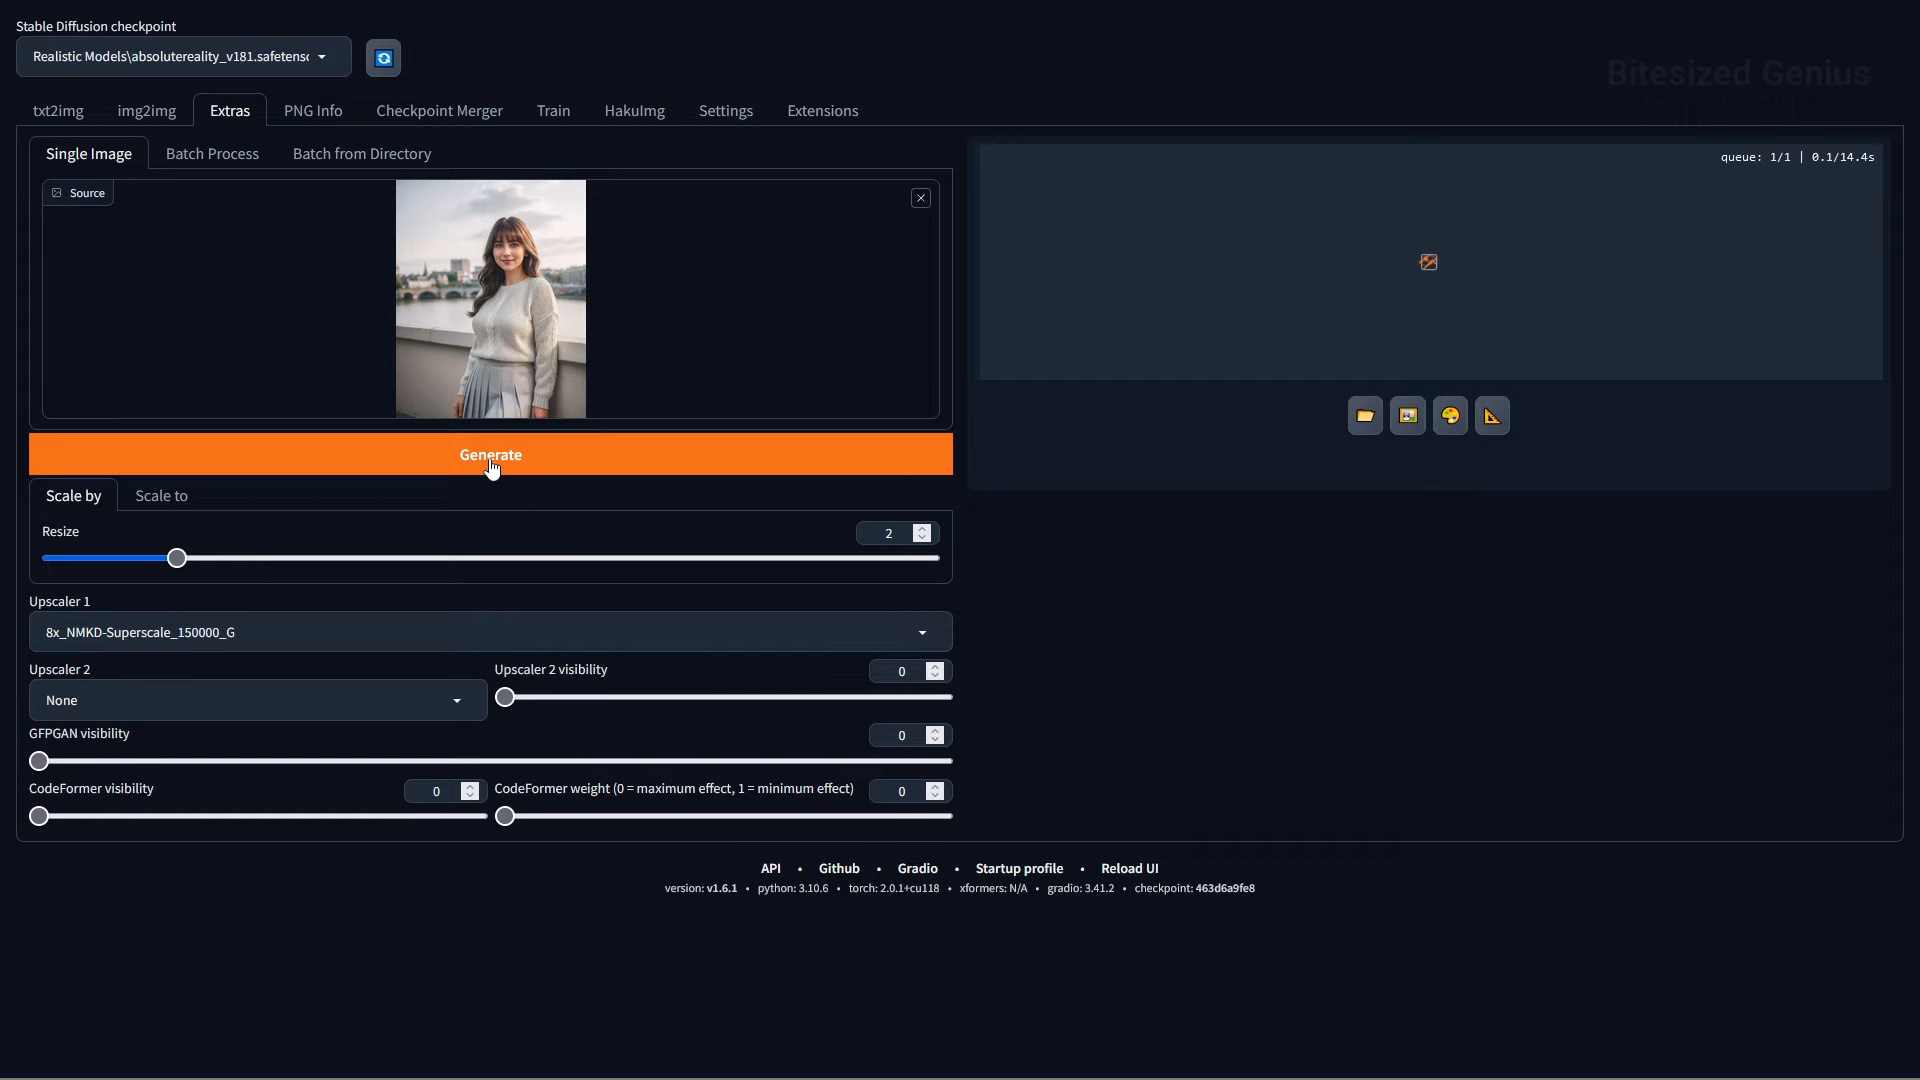 Stable Diffusion checkpoint
Realistic Models\absolutereality_v181.safetensc
Bitesized Genius
txt2img img2img Extras PNG Info Checkpoint Merger Train HakuImg Settings Extensions
Single Image Batch Process Batch from Directory
queue: 1/1 | 0.1/14.4s
Source
Generate
Scale by Scale to
Resize 2
Upscaler 1
8x_NMKD-Superscale_150000_G
Upscaler 2 Upscaler 2 visibility 0
None
GFPGAN visibility 0
CodeFormer visibility 0 CodeFormer weight (0 = maximum effect, 1 = minimum effect) 0
API • Github • Gradio • Startup profile • Reload UI
version: v1.6.1 • python: 3.10.6 • torch: 2.0.1+cu118 • xformers: N/A • gradio: 3.41.2 • checkpoint: 463d6a9fe8